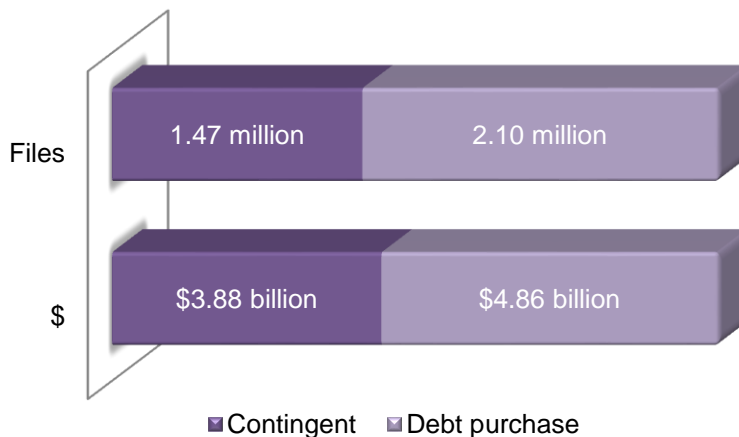 Files
1.47 million
2.10 million
$
$3.88 billion
$4.86 billion
Contingent
Debt purchase